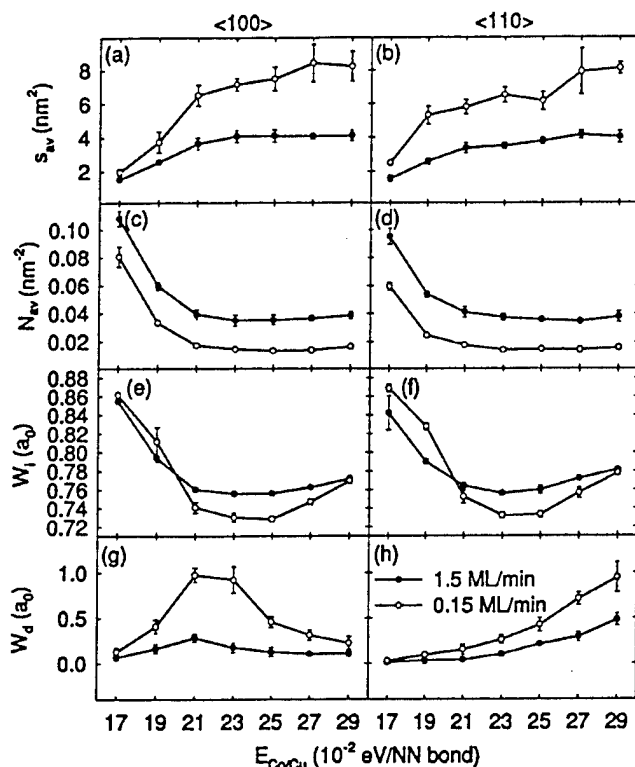 <100> <110>
(a) (b)
8
6
4
2
s_av (nm²)
(c) (d)
0.10
0.08
0.06
0.04
0.02
N_av (nm⁻²)
(e) (f)
0.88
0.86
0.84
0.82
0.80
0.78
0.76
0.74
0.72
W_i (a₀)
(g) (h)
1.0
0.5
0.0
W_d (a₀)
1.5 ML/min
0.15 ML/min
17 19 21 23 25 27 29 17 19 21 23 25 27 29
E_Co/Cu (10⁻² eV/NN bond)